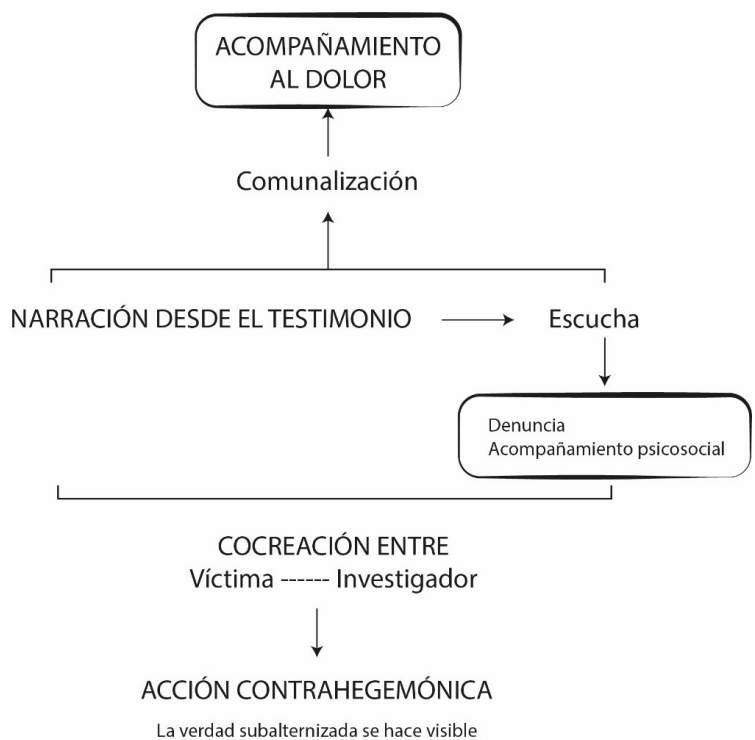 ACOMPAÑAMIENTO
AL DOLOR
Comunalización
NARRACIÓN DESDE EL TESTIMONIO
Escucha
Denuncia
Acompañamiento psicosocial
COCREACIÓN ENTRE
Víctima ------ Investigador
ACCIÓN CONTRAHEGEMÓNICA
La verdad subalternizada se hace visible